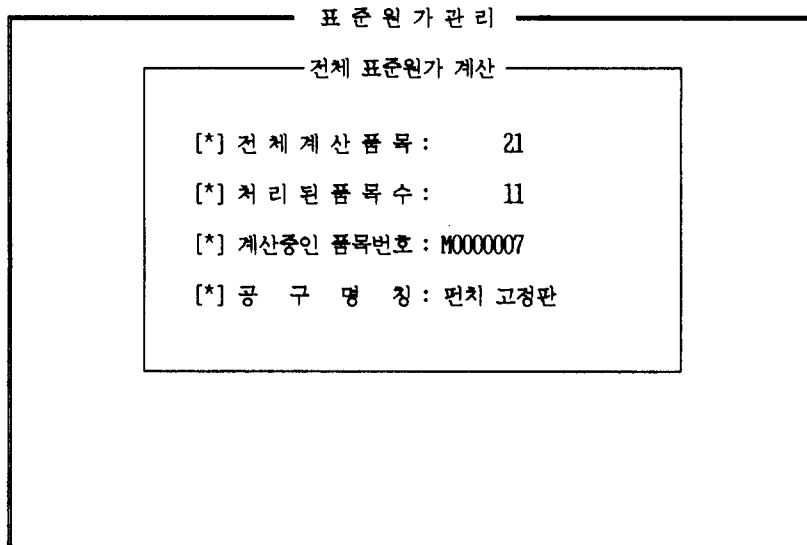 표 준 원 가 관 리
전체 표준원가 계산
[*] 전 체 계 산 품 목 : 21
[*] 처 리 된 품 목 수 : 11
[*] 계산중인 품목번호 : M0000007
[*] 공 구 명 칭 : 펀치 고정판